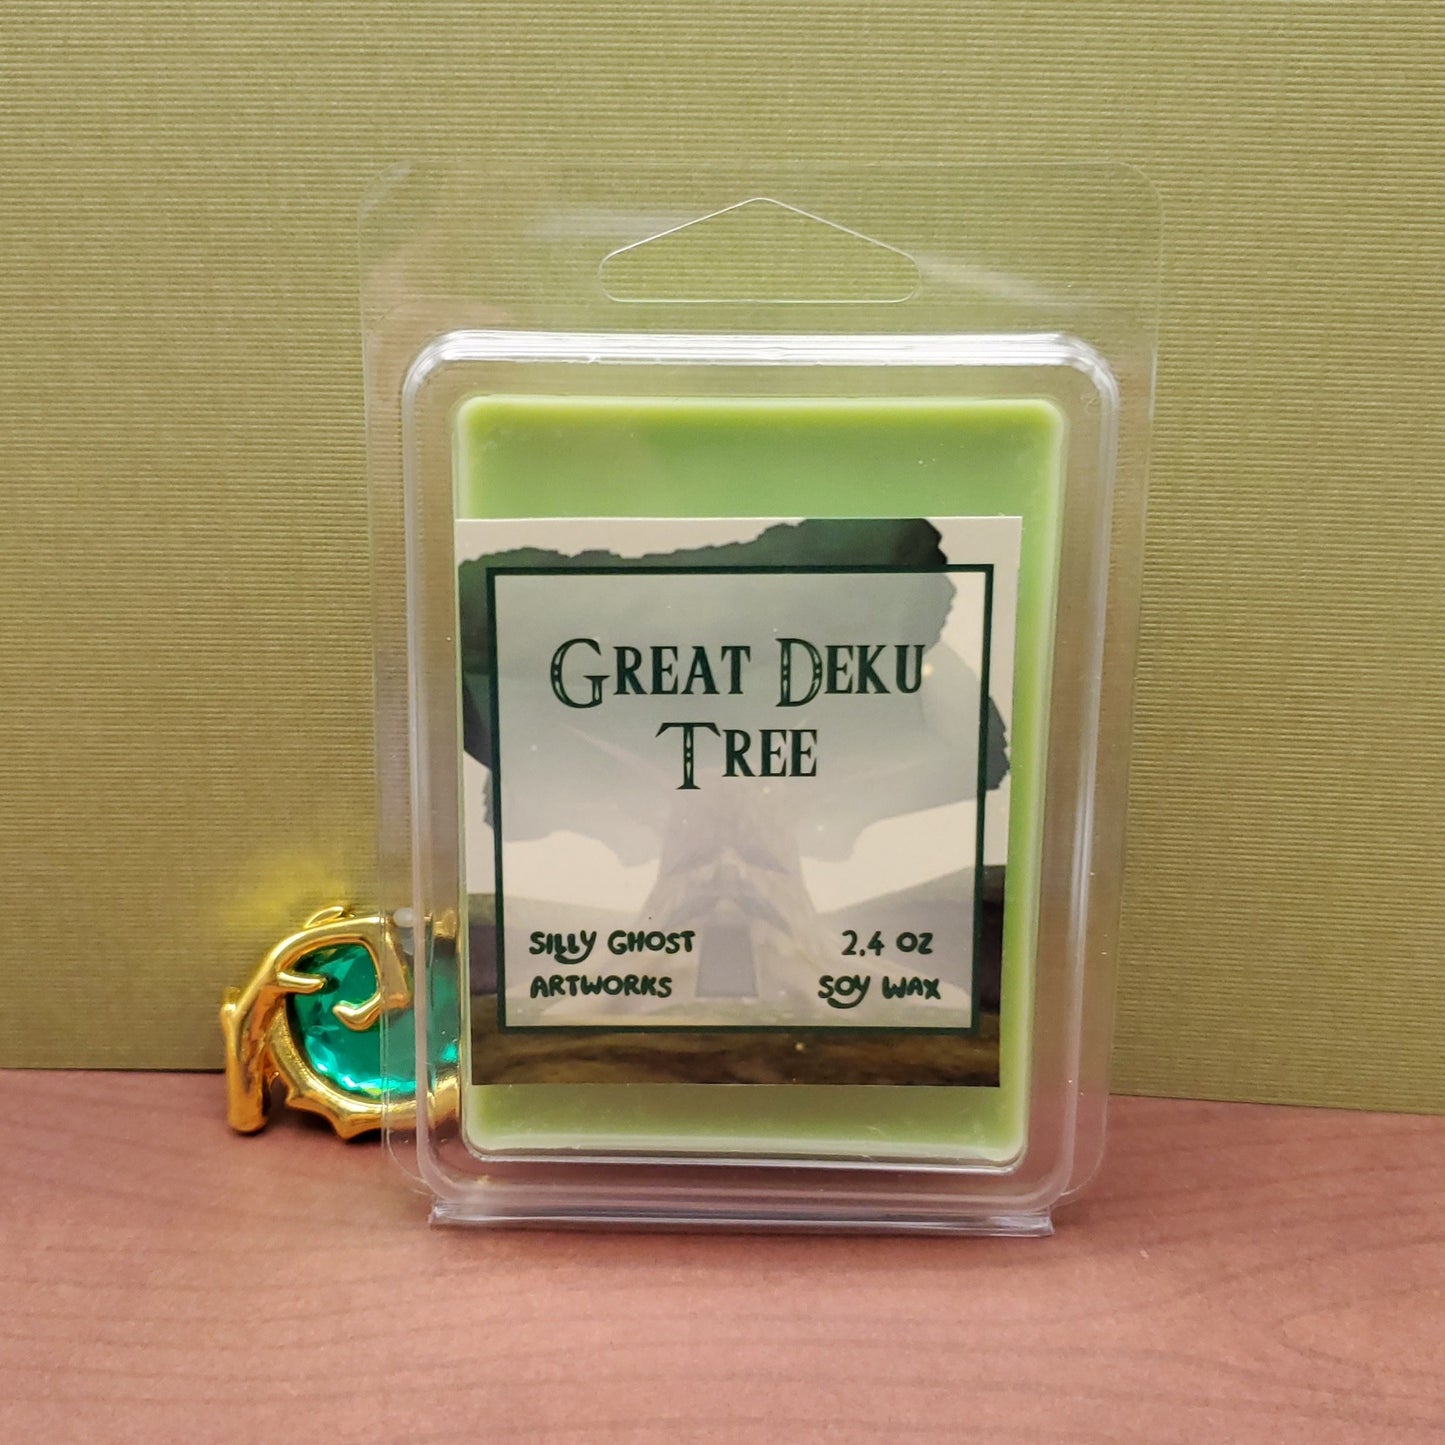 GREAT DEKU
TREE
SILLY GHOST
ARTWORKS
2.4 OZ
SOY WAX